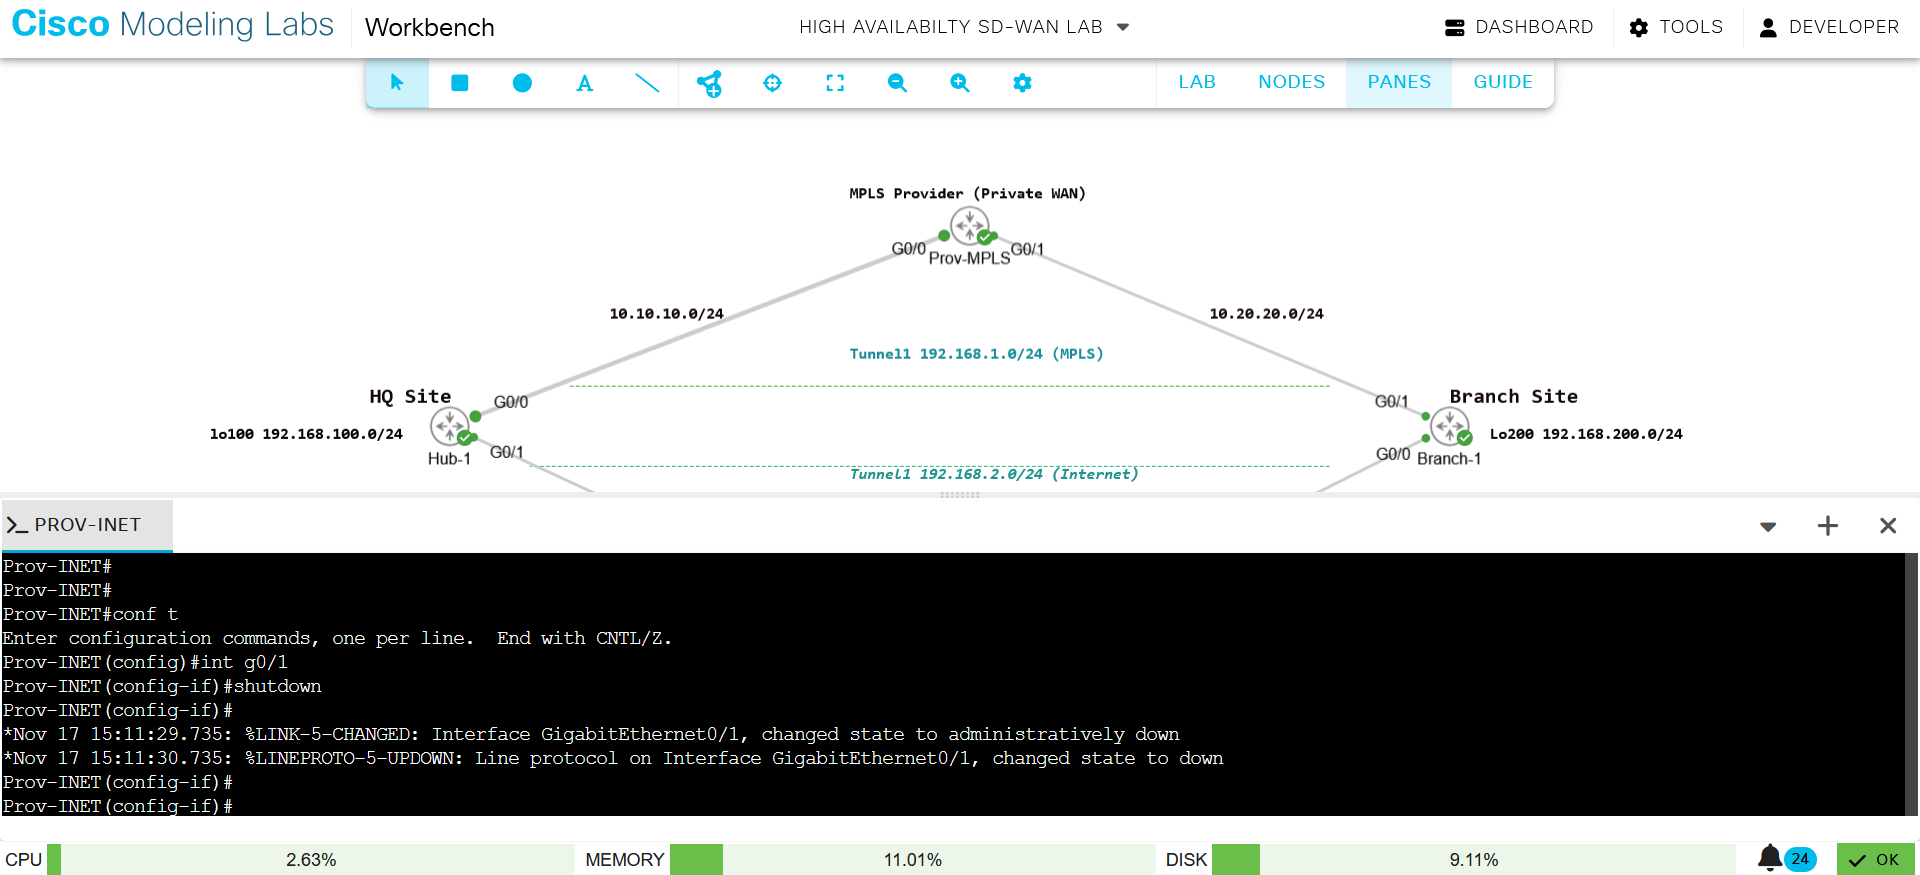 Cisco Modeling Labs
Workbench
HIGH AVAILABILTY SD-WAN LAB
DASHBOARD
TOOLS
DEVELOPER
A
LAB
NODES
PANES
GUIDE
MPLS Provider (Private WAN)
G0/0
Prov-MPLS
G0/1
10.10.10.0/24
10.20.20.0/24
Tunnel1 192.168.1.0/24 (MPLS)
HQ Site
G0/0
G0/1
Branch Site
lo100 192.168.100.0/24
Lo200 192.168.200.0/24
Hub-1
G0/1
G0/0
Branch-1
Tunnel1 192.168.2.0/24 (Internet)
>_ PROV-INET
Prov-INET#
Prov-INET#
Prov-INET#conf t
Enter configuration commands, one per line.  End with CNTL/Z.
Prov-INET(config)#int g0/1
Prov-INET(config-if)#shutdown
Prov-INET(config-if)#
*Nov 17 15:11:29.735: %LINK-5-CHANGED: Interface GigabitEthernet0/1, changed state to administratively down
*Nov 17 15:11:30.735: %LINEPROTO-5-UPDOWN: Line protocol on Interface GigabitEthernet0/1, changed state to down
Prov-INET(config-if)#
Prov-INET(config-if)#
CPU
2.63%
MEMORY
11.01%
DISK
9.11%
24
OK